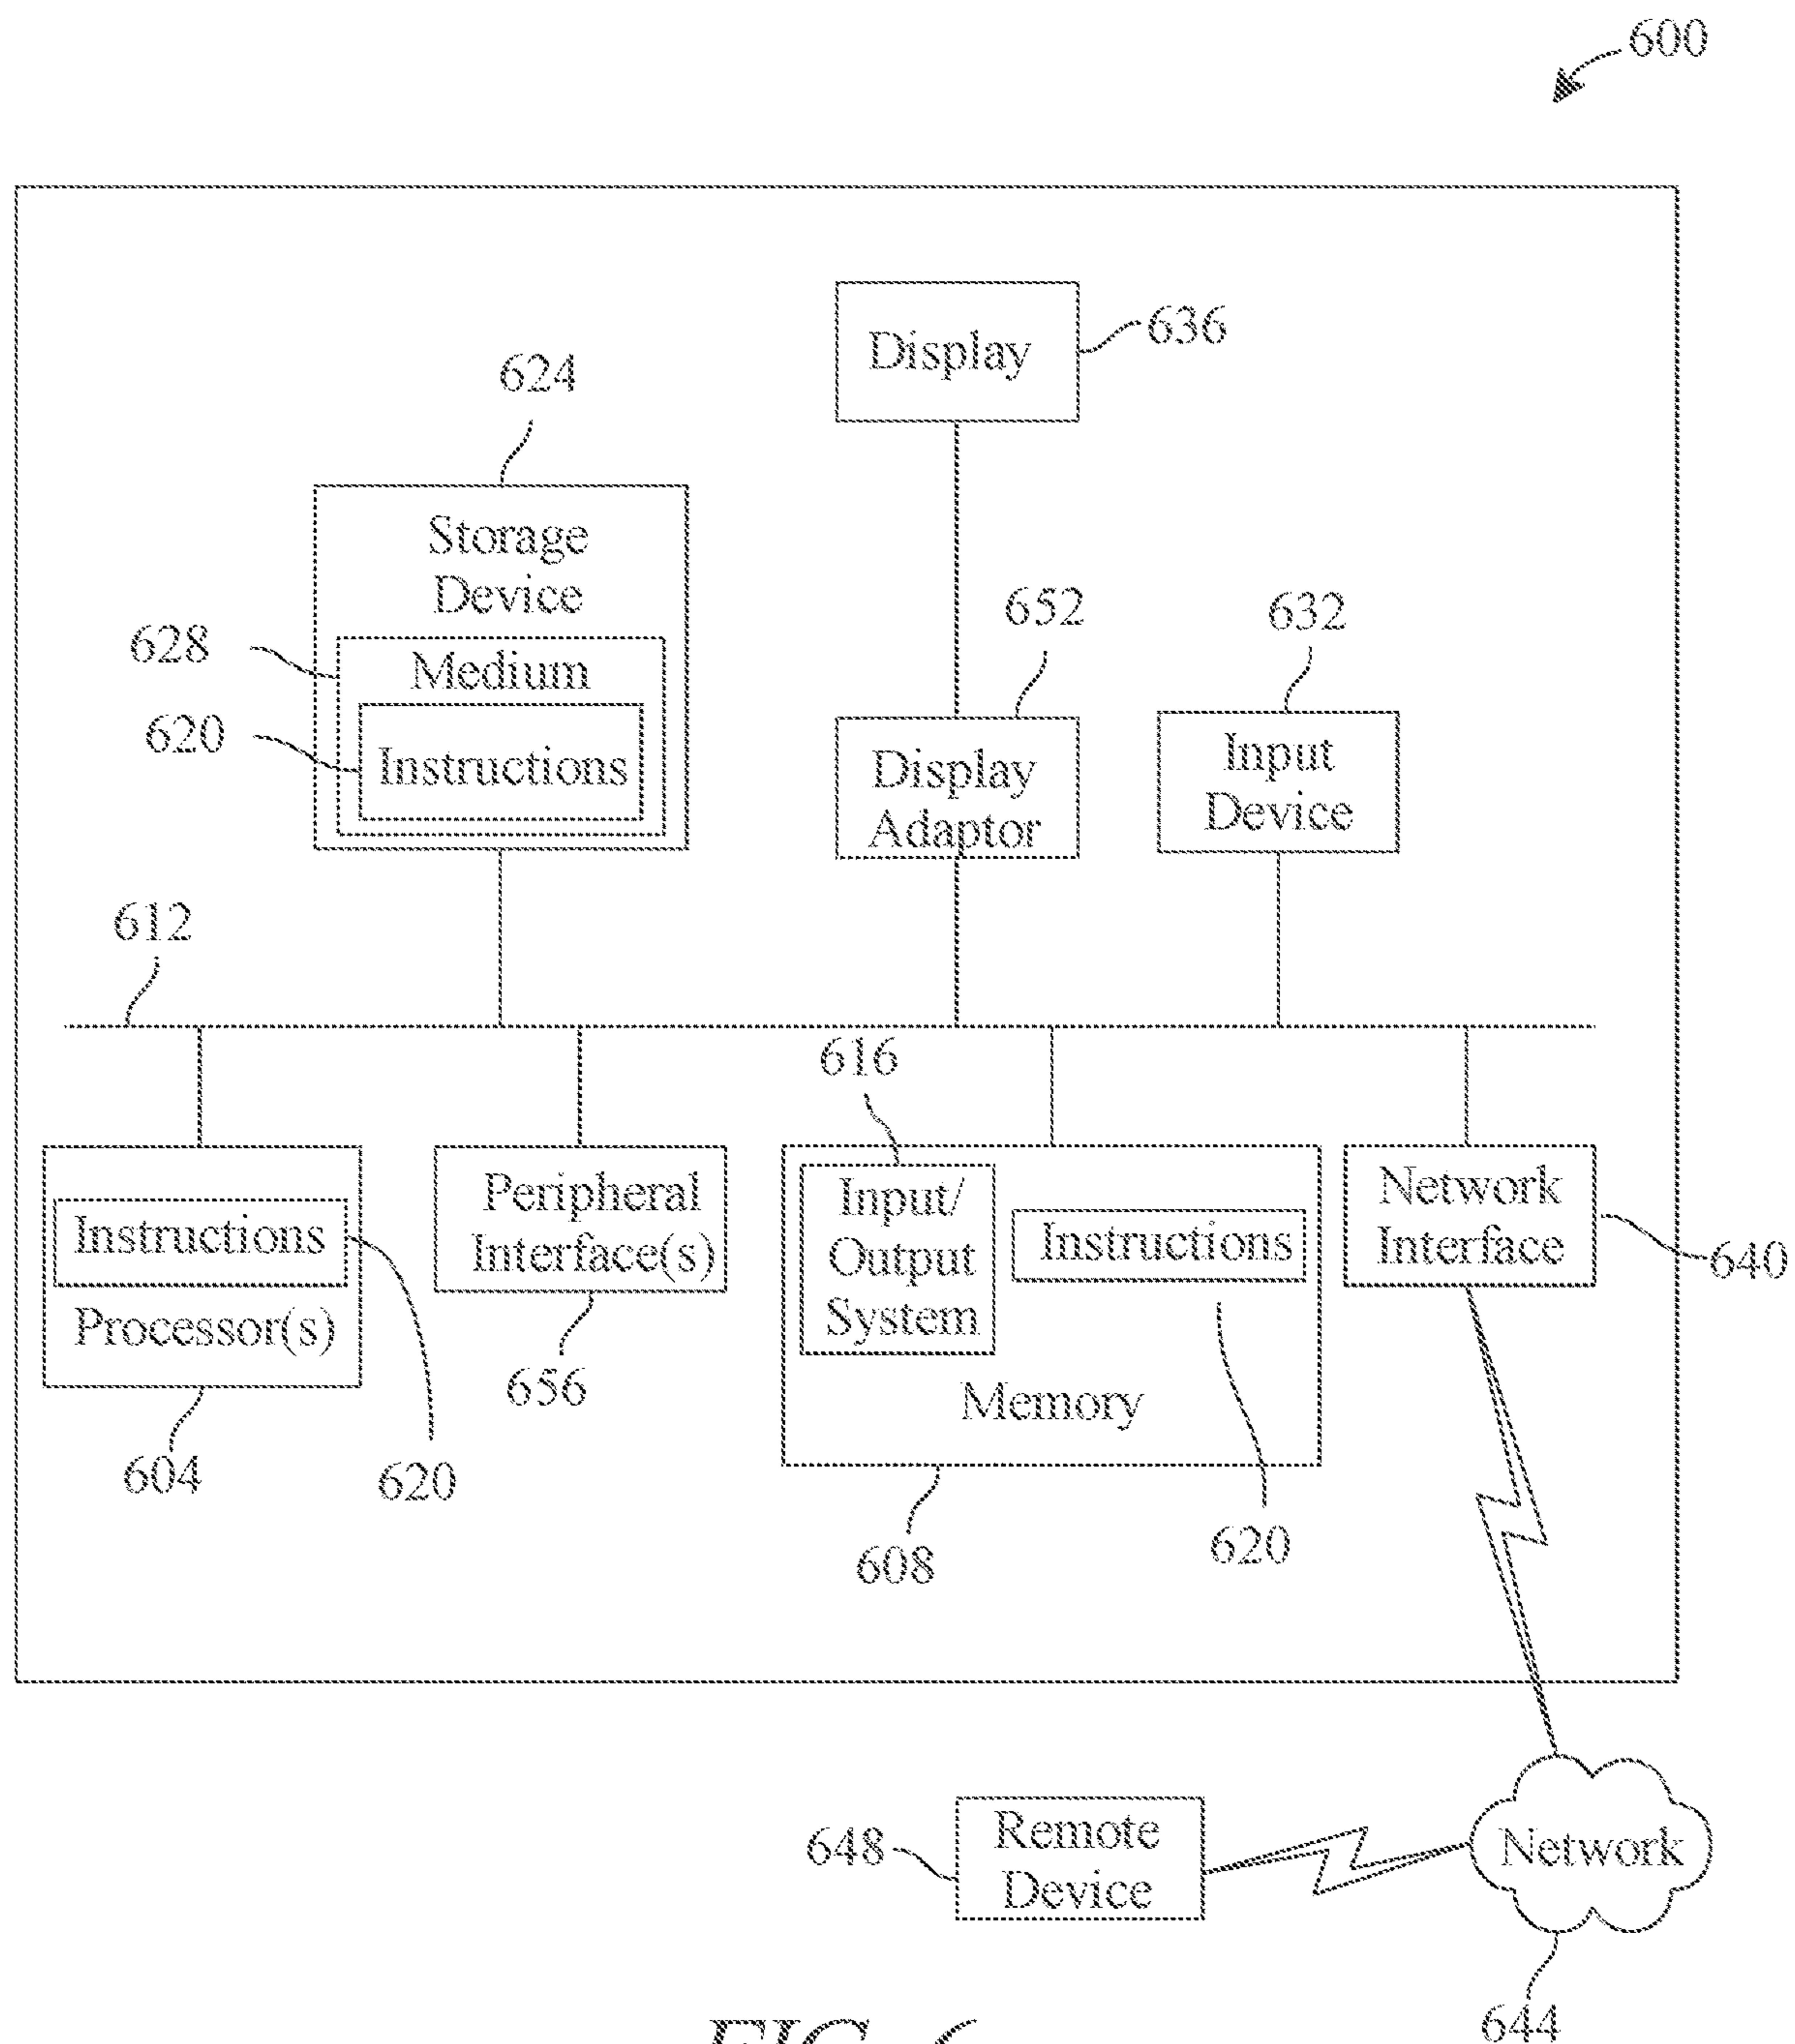 600
Display
636
624
Storage
Device
628
Medium
620
Instructions
652
Display
Adaptor
632
Input
Device
612
616
Instructions
Processor(s)
604
620
Peripheral
Interface(s)
656
Input/
Output
System
Instructions
Memory
608
620
Network
Interface
640
648
Remote
Device
Network
644
FIG. 6